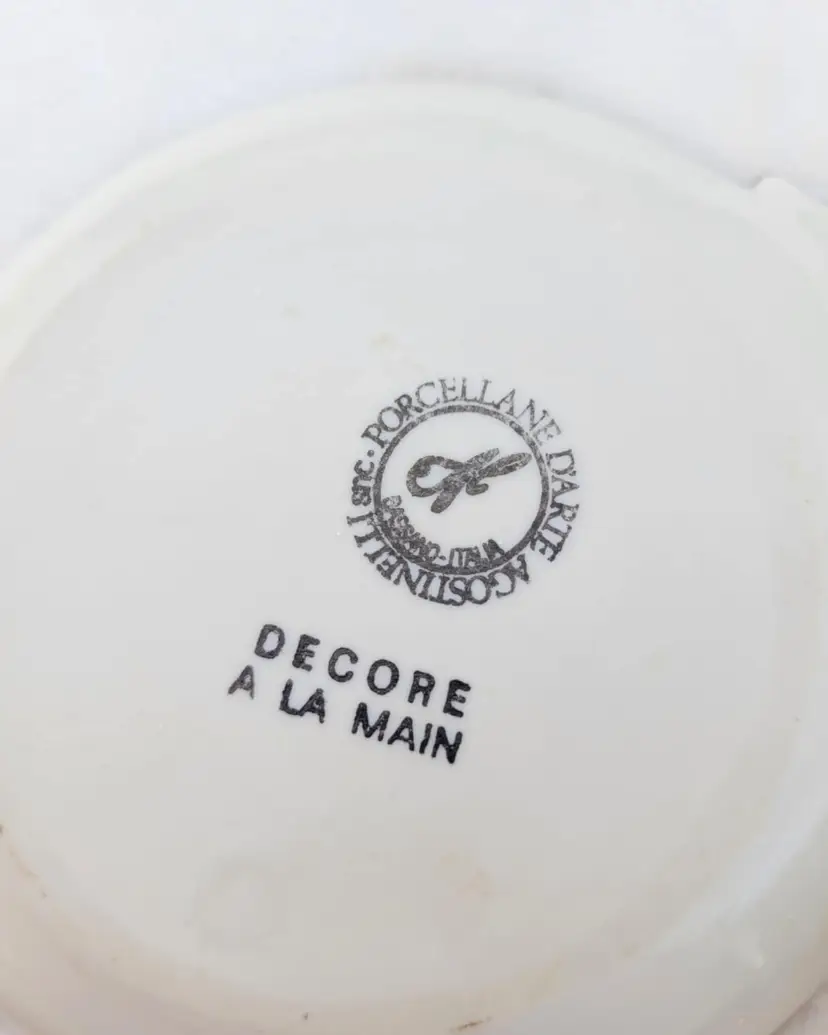 PORCELLANE D'ARTE AGOSTINELLI snc.
BASSANO-ITALIA
DECORE
A LA MAIN